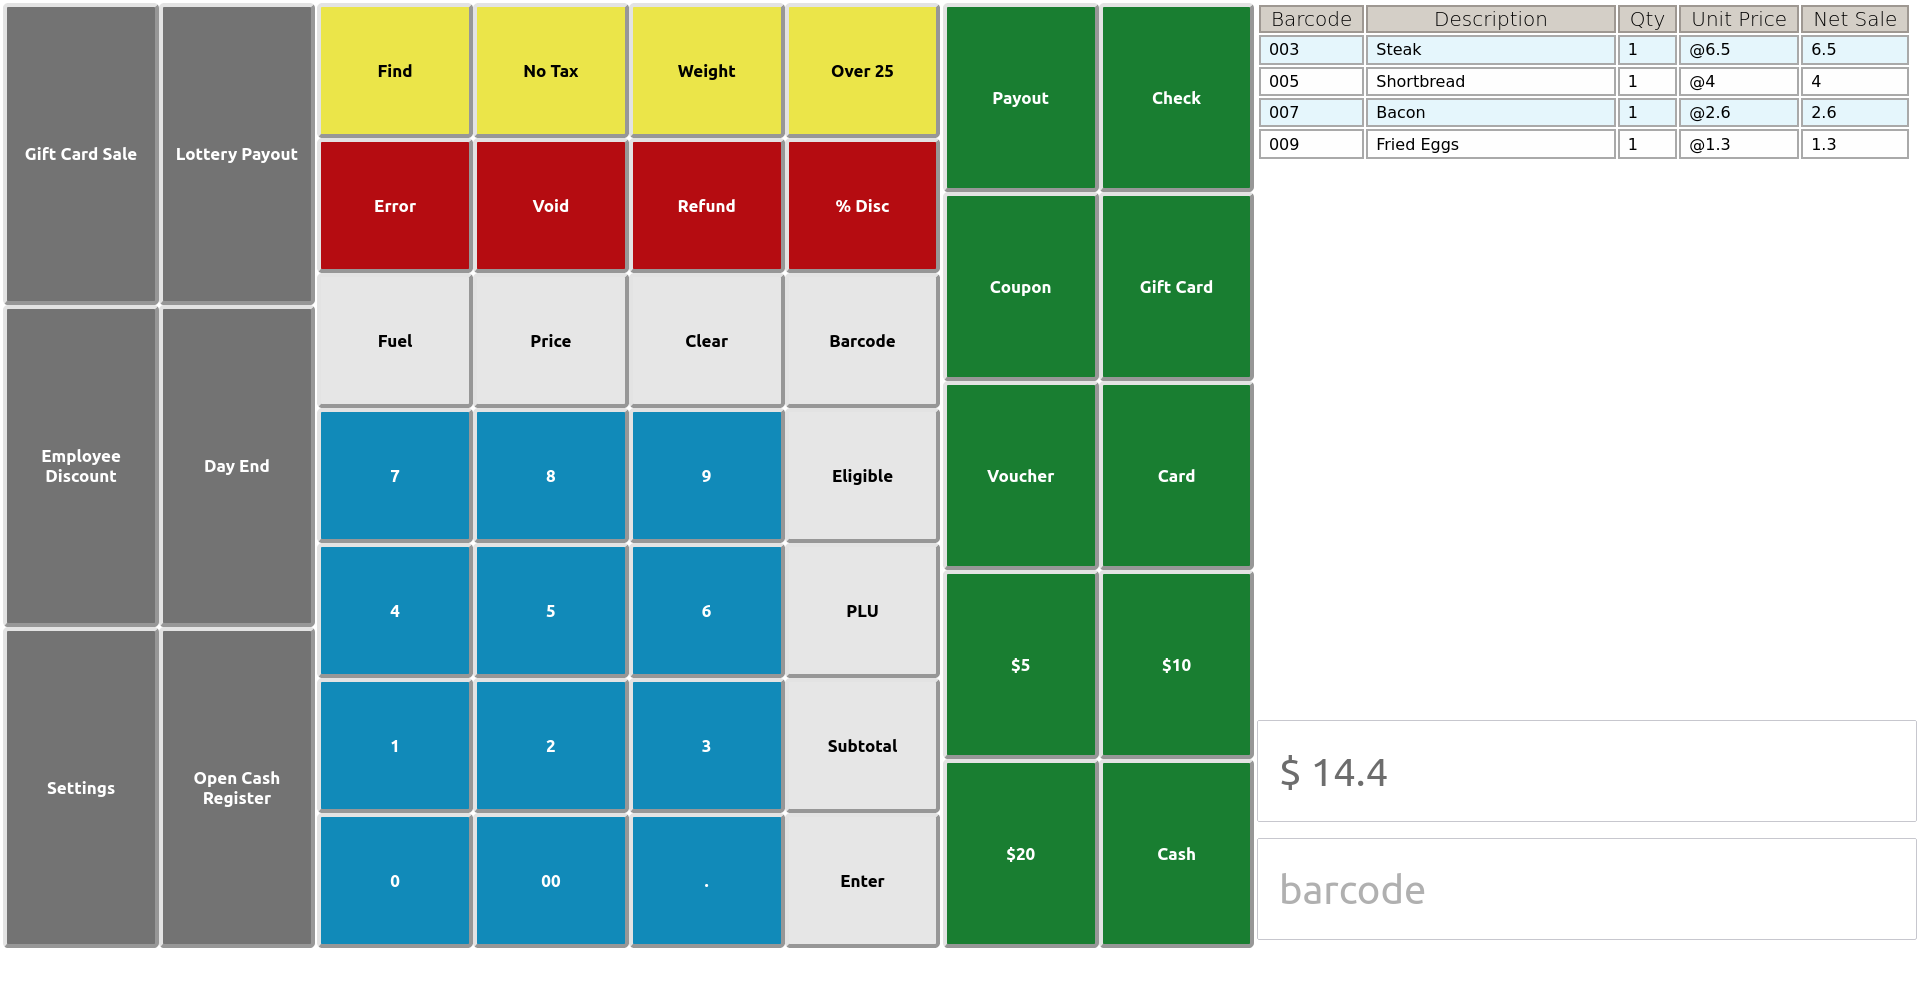 Gift Card Sale
Lottery Payout
Employee
Discount
Day End
Settings
Open Cash
Register
Find
No Tax
Weight
Over 25
Error
Void
Refund
% Disc
Fuel
Price
Clear
Barcode
7
8
9
Eligible
4
5
6
PLU
1
2
3
Subtotal
0
00
.
Enter
Payout
Check
Coupon
Gift Card
Voucher
Card
$5
$10
$20
Cash
Barcode Description Qty Unit Price Net Sale
003 Steak 1 @6.5 6.5
005 Shortbread 1 @4 4
007 Bacon 1 @2.6 2.6
009 Fried Eggs 1 @1.3 1.3
$ 14.4
barcode